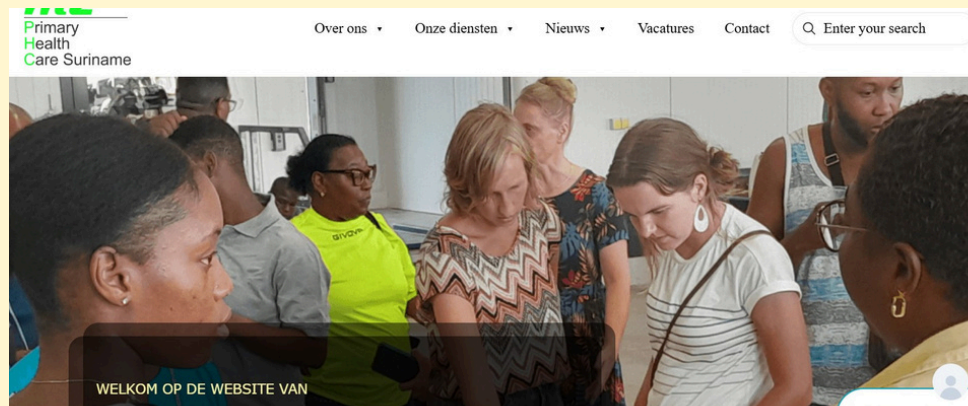 Primary
Health
Care Suriname
Over ons
Onze diensten
Nieuws
Vacatures
Contact
Enter your search
GIVOVA
WELKOM OP DE WEBSITE VAN